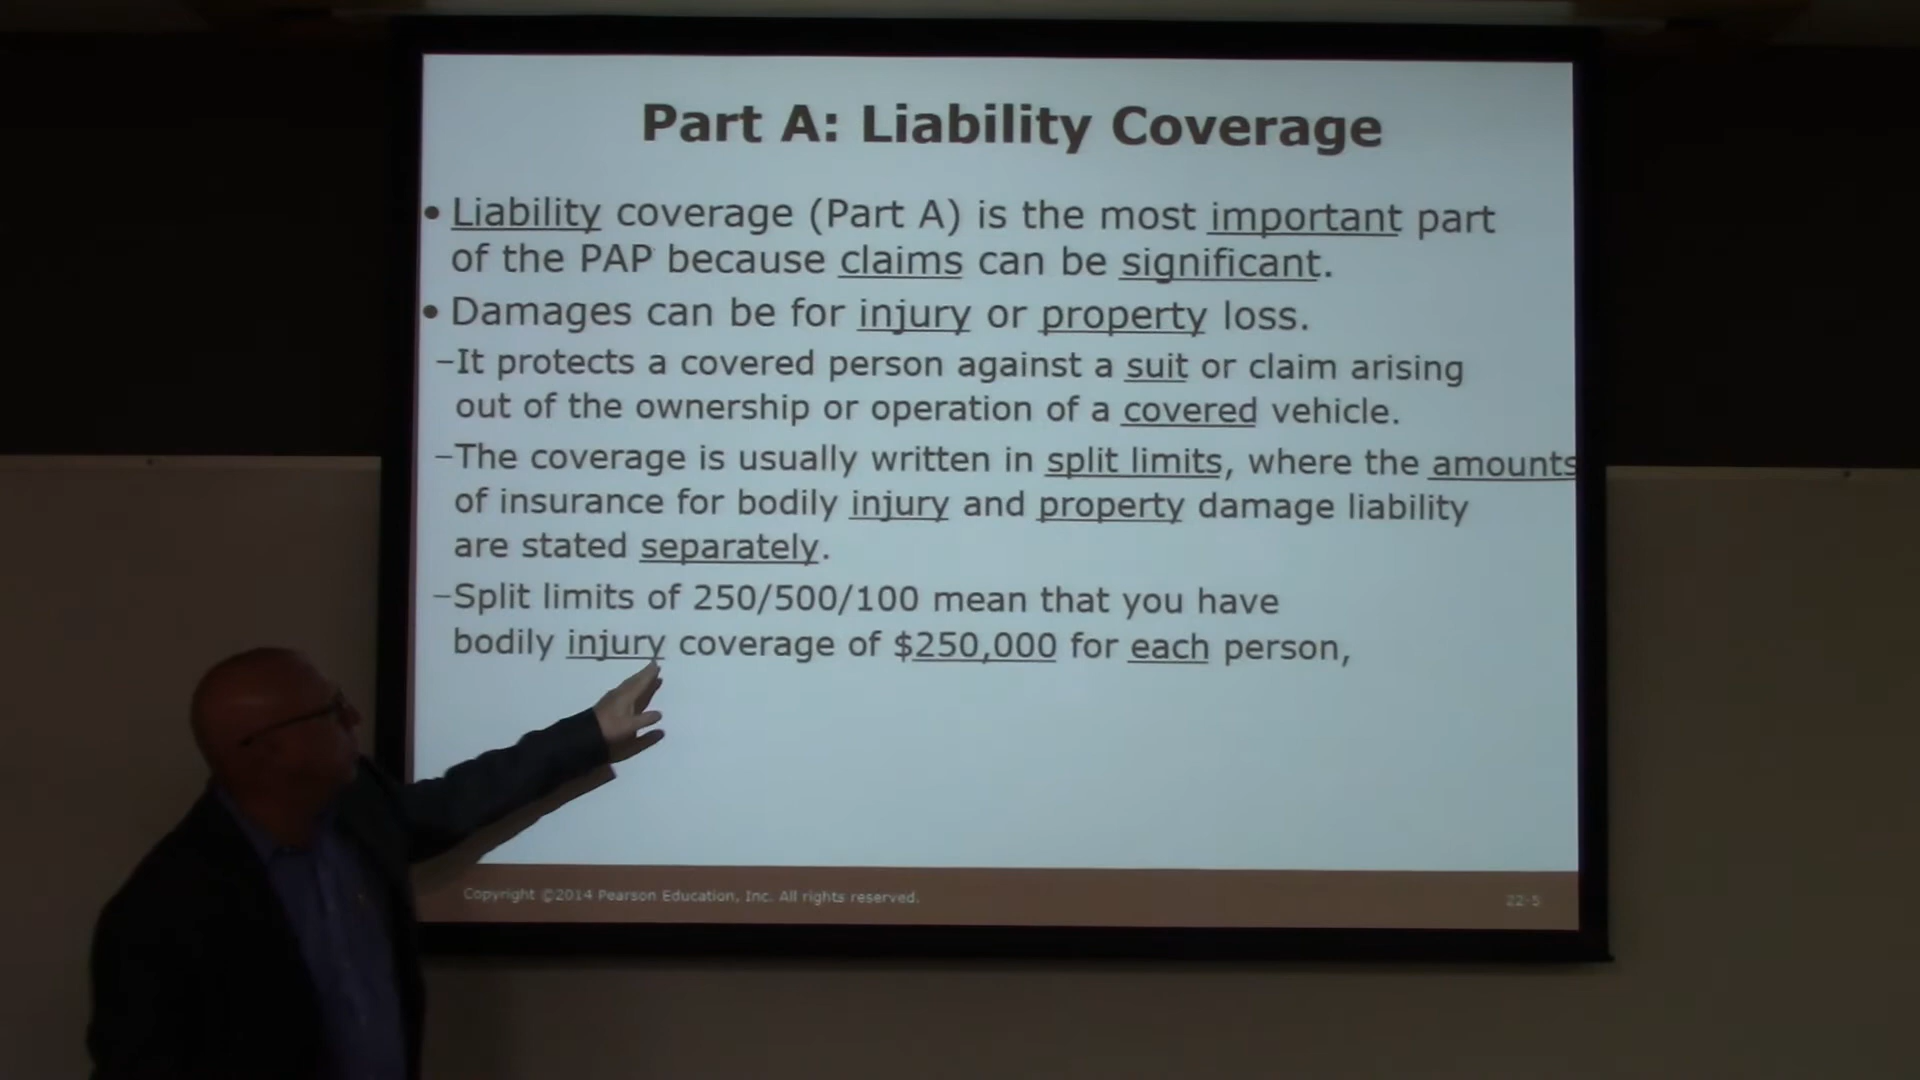 Part A: Liability Coverage
• Liability coverage (Part A) is the most important part
of the PAP because claims can be significant.
• Damages can be for injury or property loss.
–It protects a covered person against a suit or claim arising
out of the ownership or operation of a covered vehicle.
–The coverage is usually written in split limits, where the amounts
of insurance for bodily injury and property damage liability
are stated separately.
–Split limits of 250/500/100 mean that you have
bodily injury coverage of $250,000 for each person,
Copyright ©2014 Pearson Education, Inc. All rights reserved.
22-5